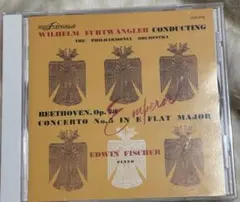 WILHELM FURTWÄNGLER CONDUCTING
THE PHILHARMONIA ORCHESTRA
BEETHOVEN, Op. 73
Emperor
CONCERTO No. 5 IN E FLAT MAJOR
EDWIN FISCHER
PIANO